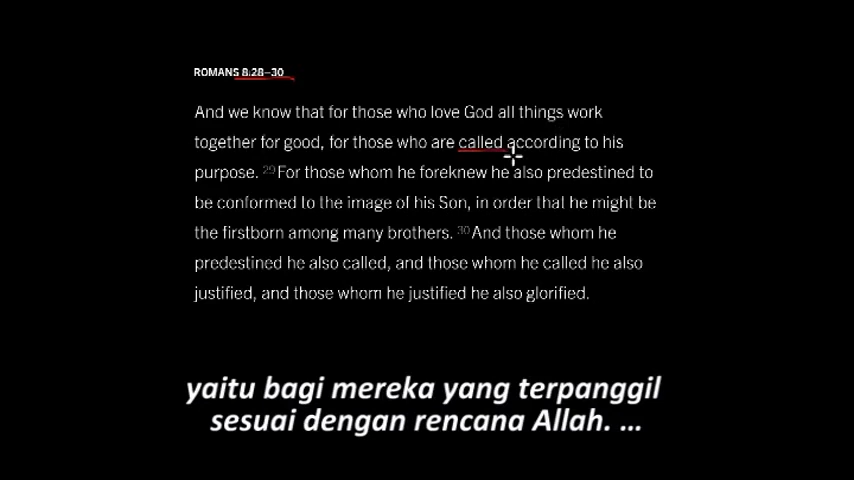 ROMANS 8:28–30
And we know that for those who love God all things work
together for good, for those who are called according to his
purpose. 29 For those whom he foreknew he also predestined to
be conformed to the image of his Son, in order that he might be
the firstborn among many brothers. 30 And those whom he
predestined he also called, and those whom he called he also
justified, and those whom he justified he also glorified.
yaitu bagi mereka yang terpanggil
sesuai dengan rencana Allah. ...